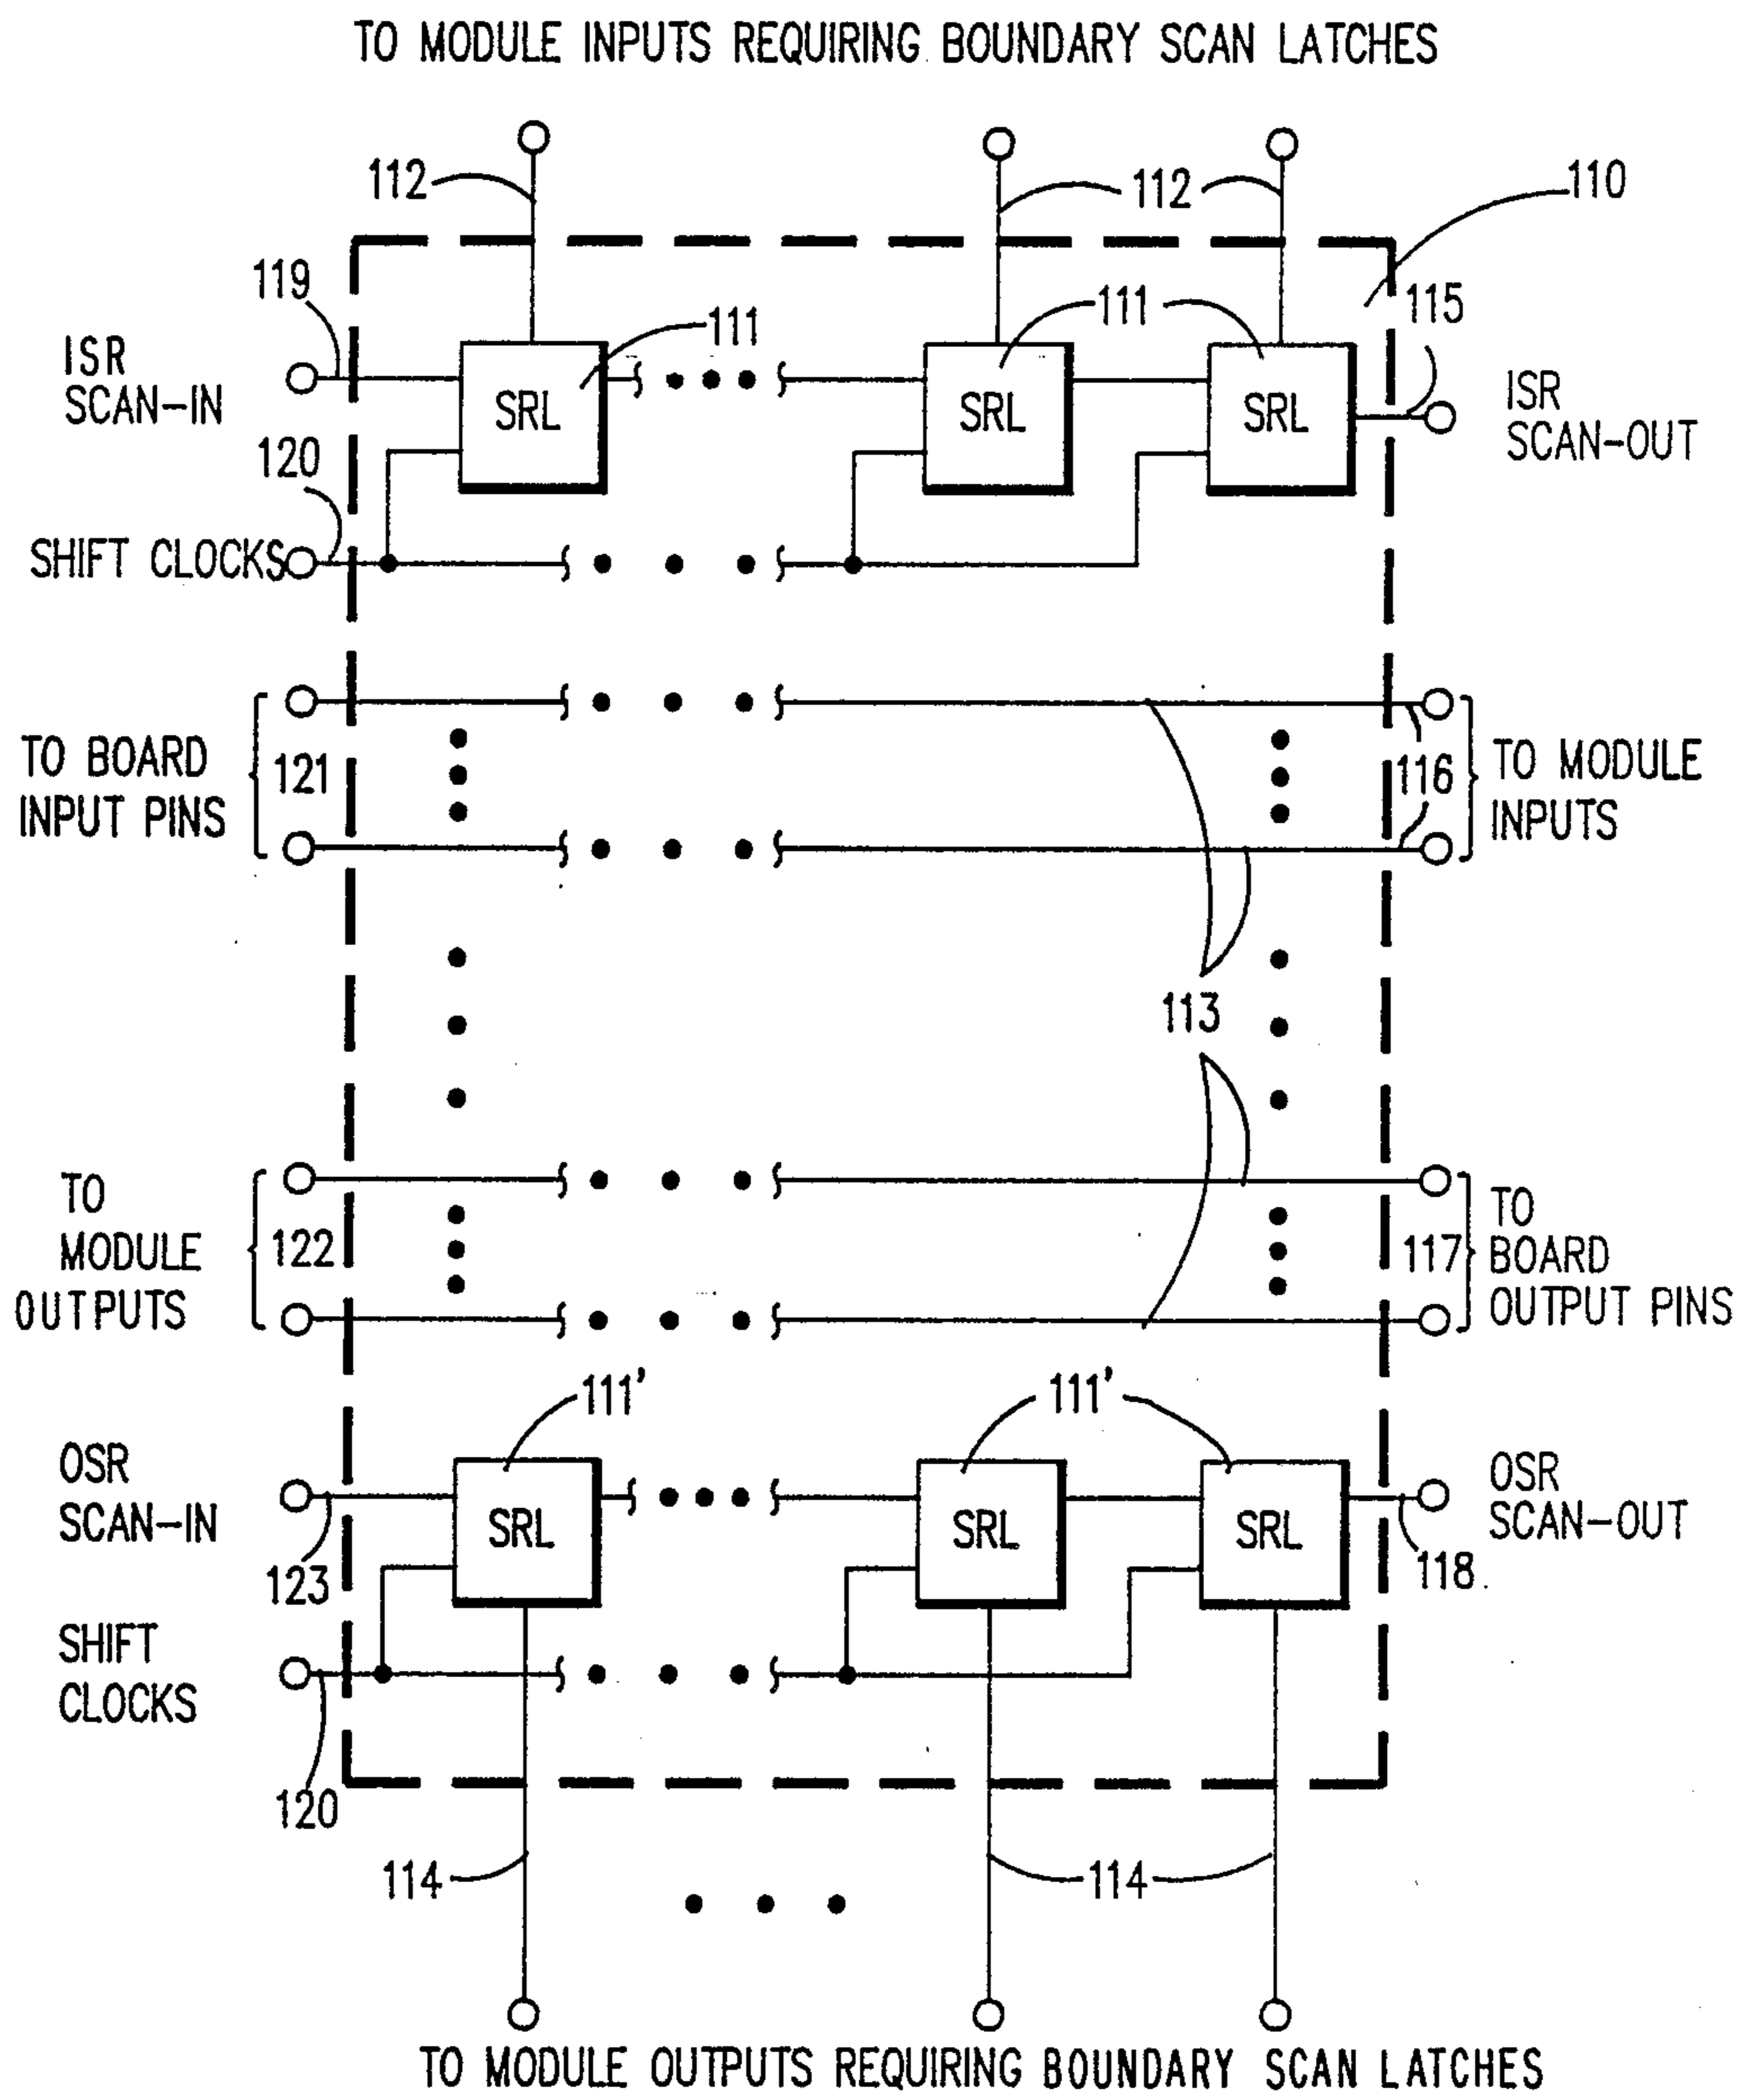 TO MODULE INPUTS REQUIRING BOUNDARY SCAN LATCHES
112
112
110
119
111
111
115
ISR
SCAN-IN
SRL
SRL
SRL
ISR
SCAN-OUT
120
SHIFT CLOCKS
TO BOARD
INPUT PINS
121
116
TO MODULE
INPUTS
113
TO
MODULE
OUTPUTS
122
117
TO
BOARD
OUTPUT PINS
111'
111'
OSR
SCAN-IN
SRL
SRL
SRL
OSR
SCAN-OUT
123
118
SHIFT
CLOCKS
120
114
114
TO MODULE OUTPUTS REQUIRING BOUNDARY SCAN LATCHES